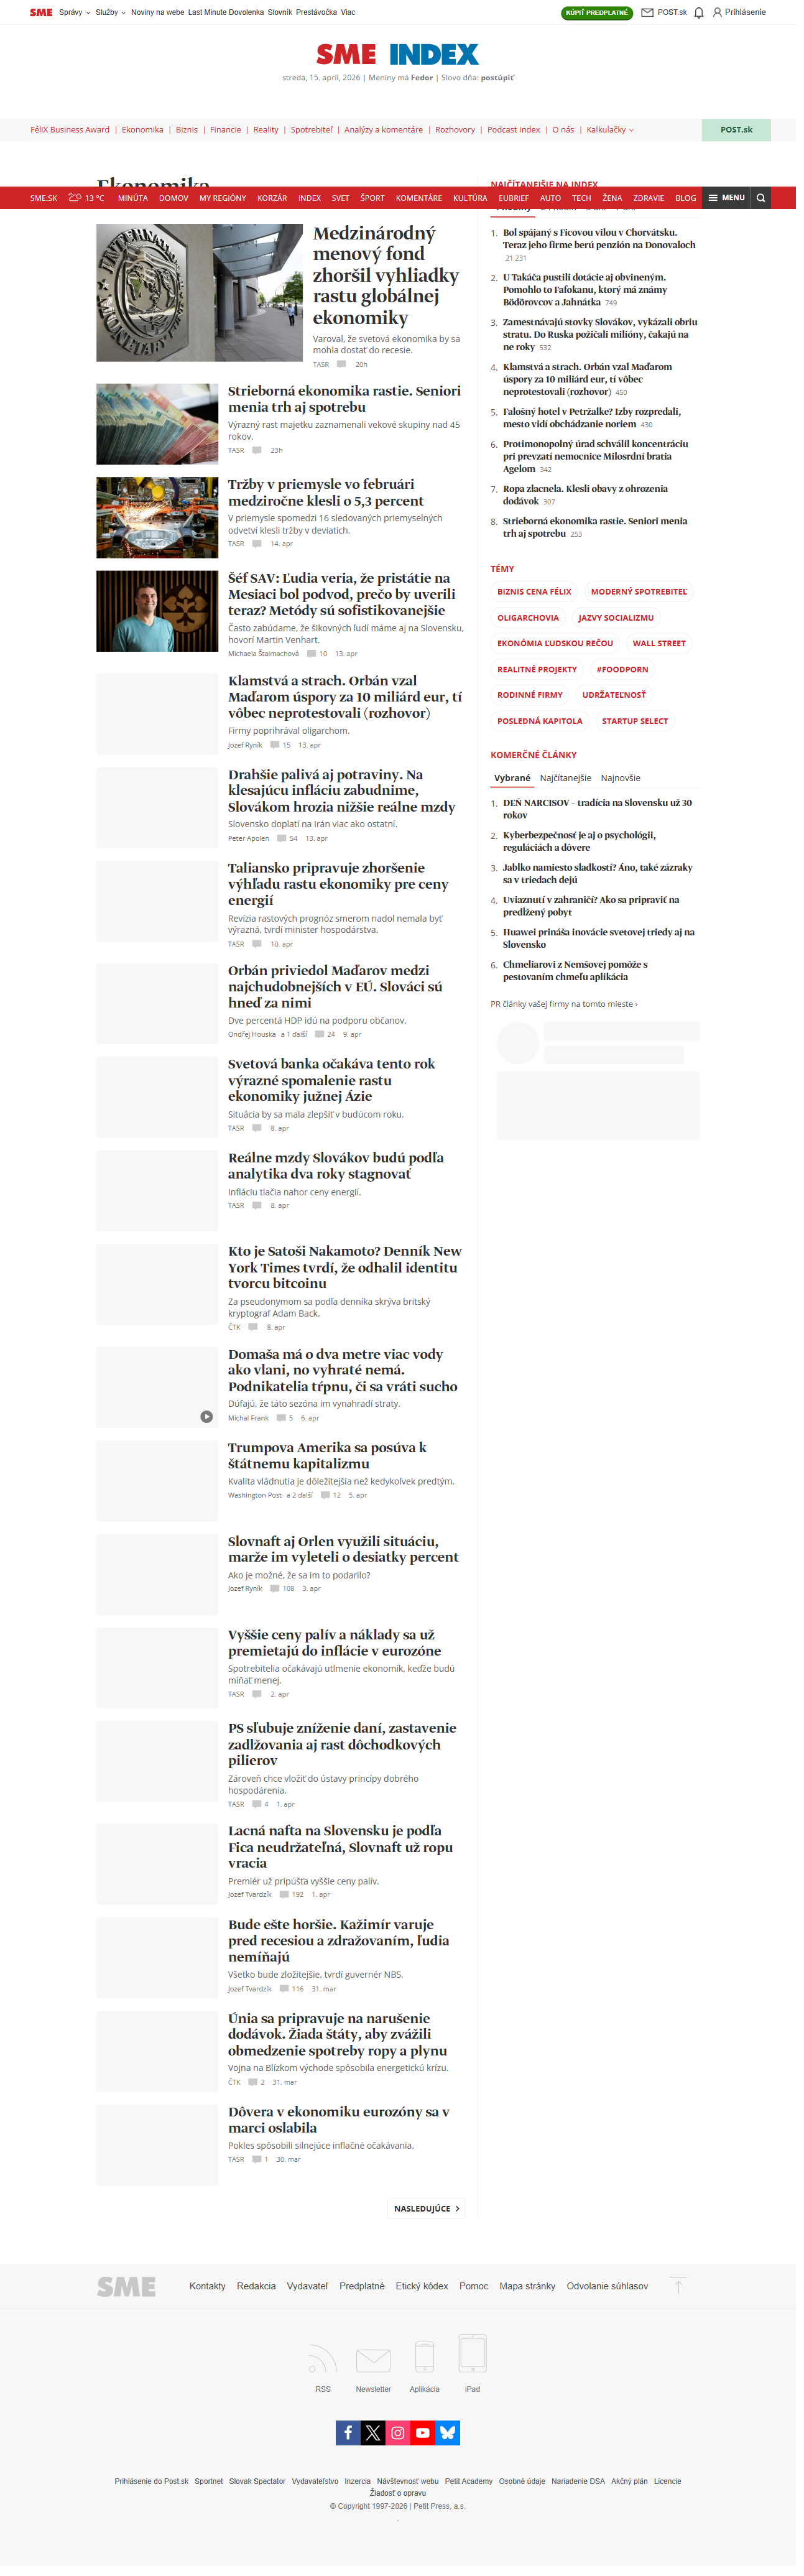 SME Správy Služby Noviny na webe Last Minute Dovolenka Slovník Prestávočka Viac KÚPIŤ PREDPLATNÉ POST.sk Prihlásenie
SME INDEX
streda, 15. apríl, 2026 | Meniny má Fedor | Slovo dňa: postúpiť
FéliX Business Award | Ekonomika | Biznis | Financie | Reality | Spotrebiteľ | Analýzy a komentáre | Rozhovory | Podcast Index | O nás | Kalkulačky POST.sk
Ekonomika
NAJČÍTANEJŠIE NA INDEX
SME.SK 13 °C MINÚTA DOMOV MY REGIÓNY KORZÁR INDEX SVET ŠPORT KOMENTÁRE KULTÚRA EUBRIEF AUTO TECH ŽENA ZDRAVIE BLOG MENU
Medzinárodný
menový fond
zhoršil vyhliadky
rastu globálnej
ekonomiky
Varoval, že svetová ekonomika by sa
mohla dostať do recesie.
TASR 20h
Strieborná ekonomika rastie. Seniori
menia trh aj spotrebu
Výrazný rast majetku zaznamenali vekové skupiny nad 45
rokov.
TASR 23h
Tržby v priemysle vo februári
medziročne klesli o 5,3 percent
V priemysle spomedzi 16 sledovaných priemyselných
odvetví klesli tržby v deviatich.
TASR 14. apr
Šéf SAV: Ľudia veria, že pristátie na
Mesiaci bol podvod, prečo by uverili
teraz? Metódy sú sofistikovanejšie
Často zabúdame, že šikovných ľudí máme aj na Slovensku,
hovorí Martin Venhart.
Michaela Štalmachová 10 13. apr
Klamstvá a strach. Orbán vzal
Maďarom úspory za 10 miliárd eur, tí
vôbec neprotestovali (rozhovor)
Firmy poprihrával oligarchom.
Jozef Ryník 15 13. apr
Drahšie palivá aj potraviny. Na
klesajúcu infláciu zabudnime,
Slovákom hrozia nižšie reálne mzdy
Slovensko doplatí na Irán viac ako ostatní.
Peter Apolen 54 13. apr
Taliansko pripravuje zhoršenie
výhľadu rastu ekonomiky pre ceny
energií
Revízia rastových prognóz smerom nadol nemala byť
výrazná, tvrdí minister hospodárstva.
TASR 10. apr
Orbán priviedol Maďarov medzi
najchudobnejších v EÚ. Slováci sú
hneď za nimi
Dve percentá HDP idú na podporu občanov.
Ondřej Houska a 1 ďalší 24 9. apr
Svetová banka očakáva tento rok
výrazné spomalenie rastu
ekonomiky južnej Ázie
Situácia by sa mala zlepšiť v budúcom roku.
TASR 8. apr
Reálne mzdy Slovákov budú podľa
analytika dva roky stagnovať
Infláciu tlačia nahor ceny energií.
TASR 8. apr
Kto je Satoši Nakamoto? Denník New
York Times tvrdí, že odhalil identitu
tvorcu bitcoinu
Za pseudonymom sa podľa denníka skrýva britský
kryptograf Adam Back.
ČTK 8. apr
Domaša má o dva metre viac vody
ako vlani, no vyhraté nemá.
Podnikatelia tŕpnu, či sa vráti sucho
Dúfajú, že táto sezóna im vynahradí straty.
Michal Frank 5 6. apr
Trumpova Amerika sa posúva k
štátnemu kapitalizmu
Kvalita vládnutia je dôležitejšia než kedykoľvek predtým.
Washington Post a 2 ďalší 12 5. apr
Slovnaft aj Orlen využili situáciu,
marže im vyleteli o desiatky percent
Ako je možné, že sa im to podarilo?
Jozef Ryník 108 3. apr
Vyššie ceny palív a náklady sa už
premietajú do inflácie v eurozóne
Spotrebitelia očakávajú utlmenie ekonomík, keďže budú
míňať menej.
TASR 2. apr
PS sľubuje zníženie daní, zastavenie
zadlžovania aj rast dôchodkových
pilierov
Zároveň chce vložiť do ústavy princípy dobrého
hospodárenia.
TASR 4 1. apr
Lacná nafta na Slovensku je podľa
Fica neudržateľná, Slovnaft už ropu
vracia
Premiér už pripúšťa vyššie ceny palív.
Jozef Tvardzík 192 1. apr
Bude ešte horšie. Kažimír varuje
pred recesiou a zdražovaním, ľudia
nemíňajú
Všetko bude zložitejšie, tvrdí guvernér NBS.
Jozef Tvardzík 116 31. mar
Únia sa pripravuje na narušenie
dodávok. Žiada štáty, aby zvážili
obmedzenie spotreby ropy a plynu
Vojna na Blízkom východe spôsobila energetickú krízu.
ČTK 2 31. mar
Dôvera v ekonomiku eurozóny sa v
marci oslabila
Pokles spôsobili silnejúce inflačné očakávania.
TASR 1 30. mar
NASLEDUJÚCE
1. Bol spájaný s Ficovou vilou v Chorvátsku.
Teraz jeho firme berú penzión na Donovaloch
21 231
2. U Takáča pustili dotácie aj obvineným.
Pomohlo to Faťokanu, ktorý má známy
Bödörovcov a Jahnátka 749
3. Zamestnávajú stovky Slovákov, vykázali obriu
stratu. Do Ruska požičali milióny, čakajú na
ne roky 532
4. Klamstvá a strach. Orbán vzal Maďarom
úspory za 10 miliárd eur, tí vôbec
neprotestovali (rozhovor) 450
5. Falošný hotel v Petržalke? Izby rozpredali,
mesto vidí obchádzanie noriem 430
6. Protimonopolný úrad schválil koncentráciu
pri prevzatí nemocnice Milosrdní bratia
Agelom 342
7. Ropa zlacnela. Klesli obavy z ohrozenia
dodávok 307
8. Strieborná ekonomika rastie. Seniori menia
trh aj spotrebu 253
TÉMY
BIZNIS CENA FÉLIX MODERNÝ SPOTREBITEĽ
OLIGARCHOVIA JAZVY SOCIALIZMU
EKONÓMIA ĽUDSKOU REČOU WALL STREET
REALITNÉ PROJEKTY #FOODPORN
RODINNÉ FIRMY UDRŽATEĽNOSŤ
POSLEDNÁ KAPITOLA STARTUP SELECT
KOMERČNÉ ČLÁNKY
Vybrané Najčítanejšie Najnovšie
1. DEŇ NARCISOV – tradícia na Slovensku už 30
rokov
2. Kyberbezpečnosť je aj o psychológii,
reguláciách a dôvere
3. Jablko namiesto sladkostí? Áno, také zázraky
sa v triedach dejú
4. Uviaznutí v zahraničí? Ako sa pripraviť na
predĺžený pobyt
5. Huawei prináša inovácie svetovej triedy aj na
Slovensko
6. Chmeliarovi z Nemšovej pomôže s
pestovaním chmeľu aplikácia
PR články vašej firmy na tomto mieste ›
SME Kontakty Redakcia Vydavateľ Predplatné Etický kódex Pomoc Mapa stránky Odvolanie súhlasov
RSS Newsletter Aplikácia iPad
Prihlásenie do Post.sk Sportnet Slovak Spectator Vydavateľstvo Inzercia Návštevnosť webu Petit Academy Osobné údaje Nariadenie DSA Akčný plán Licencie
Žiadosť o opravu
© Copyright 1997-2026 | Petit Press, a.s.